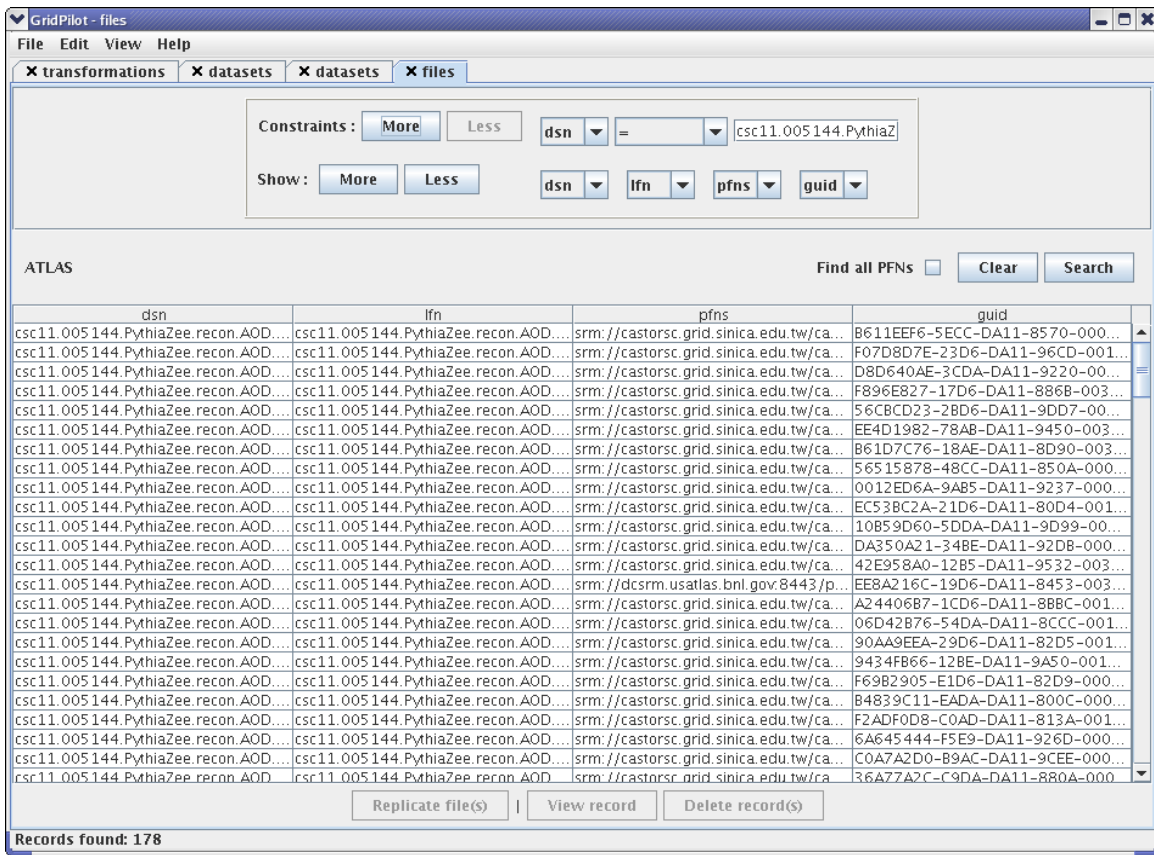 GridPilot - files
File Edit View Help
transformations datasets datasets files
Constraints : More Less dsn = csc11.005144.PythiaZ
Show : More Less dsn lfn pfns guid
ATLAS Find all PFNs Clear Search
dsn lfn pfns guid
csc11.005144.PythiaZee.recon.AOD.... csc11.005144.PythiaZee.recon.AOD.... srm://castorsc.grid.sinica.edu.tw/ca... B611EEF6-5ECC-DA11-8570-000...
csc11.005144.PythiaZee.recon.AOD.... csc11.005144.PythiaZee.recon.AOD.... srm://castorsc.grid.sinica.edu.tw/ca... F07D8D7E-23D6-DA11-96CD-001...
csc11.005144.PythiaZee.recon.AOD.... csc11.005144.PythiaZee.recon.AOD.... srm://castorsc.grid.sinica.edu.tw/ca... D8D640AE-3CDA-DA11-9220-00...
csc11.005144.PythiaZee.recon.AOD.... csc11.005144.PythiaZee.recon.AOD.... srm://castorsc.grid.sinica.edu.tw/ca... F896E827-17D6-DA11-886B-003...
csc11.005144.PythiaZee.recon.AOD.... csc11.005144.PythiaZee.recon.AOD.... srm://castorsc.grid.sinica.edu.tw/ca... 56CBCD23-2BD6-DA11-9DD7-00...
csc11.005144.PythiaZee.recon.AOD.... csc11.005144.PythiaZee.recon.AOD.... srm://castorsc.grid.sinica.edu.tw/ca... EE4D1982-78AB-DA11-9450-003...
csc11.005144.PythiaZee.recon.AOD.... csc11.005144.PythiaZee.recon.AOD.... srm://castorsc.grid.sinica.edu.tw/ca... B61D7C76-18AE-DA11-8D90-003...
csc11.005144.PythiaZee.recon.AOD.... csc11.005144.PythiaZee.recon.AOD.... srm://castorsc.grid.sinica.edu.tw/ca... 56515878-48CC-DA11-850A-000...
csc11.005144.PythiaZee.recon.AOD.... csc11.005144.PythiaZee.recon.AOD.... srm://castorsc.grid.sinica.edu.tw/ca... 0012ED6A-9AB5-DA11-9237-000...
csc11.005144.PythiaZee.recon.AOD.... csc11.005144.PythiaZee.recon.AOD.... srm://castorsc.grid.sinica.edu.tw/ca... EC53BC2A-21D6-DA11-80D4-001...
csc11.005144.PythiaZee.recon.AOD.... csc11.005144.PythiaZee.recon.AOD.... srm://castorsc.grid.sinica.edu.tw/ca... 10B59D60-5DDA-DA11-9D99-00...
csc11.005144.PythiaZee.recon.AOD.... csc11.005144.PythiaZee.recon.AOD.... srm://castorsc.grid.sinica.edu.tw/ca... DA350A21-34BE-DA11-92DB-000...
csc11.005144.PythiaZee.recon.AOD.... csc11.005144.PythiaZee.recon.AOD.... srm://castorsc.grid.sinica.edu.tw/ca... 42E958A0-12B5-DA11-9532-003...
csc11.005144.PythiaZee.recon.AOD.... csc11.005144.PythiaZee.recon.AOD.... srm://dcsrm.usatlas.bnl.gov:8443/p... EE8A216C-19D6-DA11-8453-003...
csc11.005144.PythiaZee.recon.AOD.... csc11.005144.PythiaZee.recon.AOD.... srm://castorsc.grid.sinica.edu.tw/ca... A24406B7-1CD6-DA11-8BBC-001...
csc11.005144.PythiaZee.recon.AOD.... csc11.005144.PythiaZee.recon.AOD.... srm://castorsc.grid.sinica.edu.tw/ca... 06D42B76-54DA-DA11-8CCC-001...
csc11.005144.PythiaZee.recon.AOD.... csc11.005144.PythiaZee.recon.AOD.... srm://castorsc.grid.sinica.edu.tw/ca... 90AA9EEA-29D6-DA11-82D5-001...
csc11.005144.PythiaZee.recon.AOD.... csc11.005144.PythiaZee.recon.AOD.... srm://castorsc.grid.sinica.edu.tw/ca... 9434FB66-12BE-DA11-9A50-001...
csc11.005144.PythiaZee.recon.AOD.... csc11.005144.PythiaZee.recon.AOD.... srm://castorsc.grid.sinica.edu.tw/ca... F69B2905-E1D6-DA11-82D9-000...
csc11.005144.PythiaZee.recon.AOD.... csc11.005144.PythiaZee.recon.AOD.... srm://castorsc.grid.sinica.edu.tw/ca... B4839C11-EADA-DA11-800C-000...
csc11.005144.PythiaZee.recon.AOD.... csc11.005144.PythiaZee.recon.AOD.... srm://castorsc.grid.sinica.edu.tw/ca... F2ADF0D8-C0AD-DA11-813A-001...
csc11.005144.PythiaZee.recon.AOD.... csc11.005144.PythiaZee.recon.AOD.... srm://castorsc.grid.sinica.edu.tw/ca... 6A645444-F5E9-DA11-926D-000...
csc11.005144.PythiaZee.recon.AOD.... csc11.005144.PythiaZee.recon.AOD.... srm://castorsc.grid.sinica.edu.tw/ca... C0A7A2D0-B9AC-DA11-9CEE-000...
csc11.005144.PythiaZee.recon.AOD csc11.005144.PythiaZee.recon.AOD srm://castorsc.grid.sinica.edu.tw/ca 36A77A2C-C9DA-DA11-880A-000
Replicate file(s) | View record Delete record(s)
Records found: 178